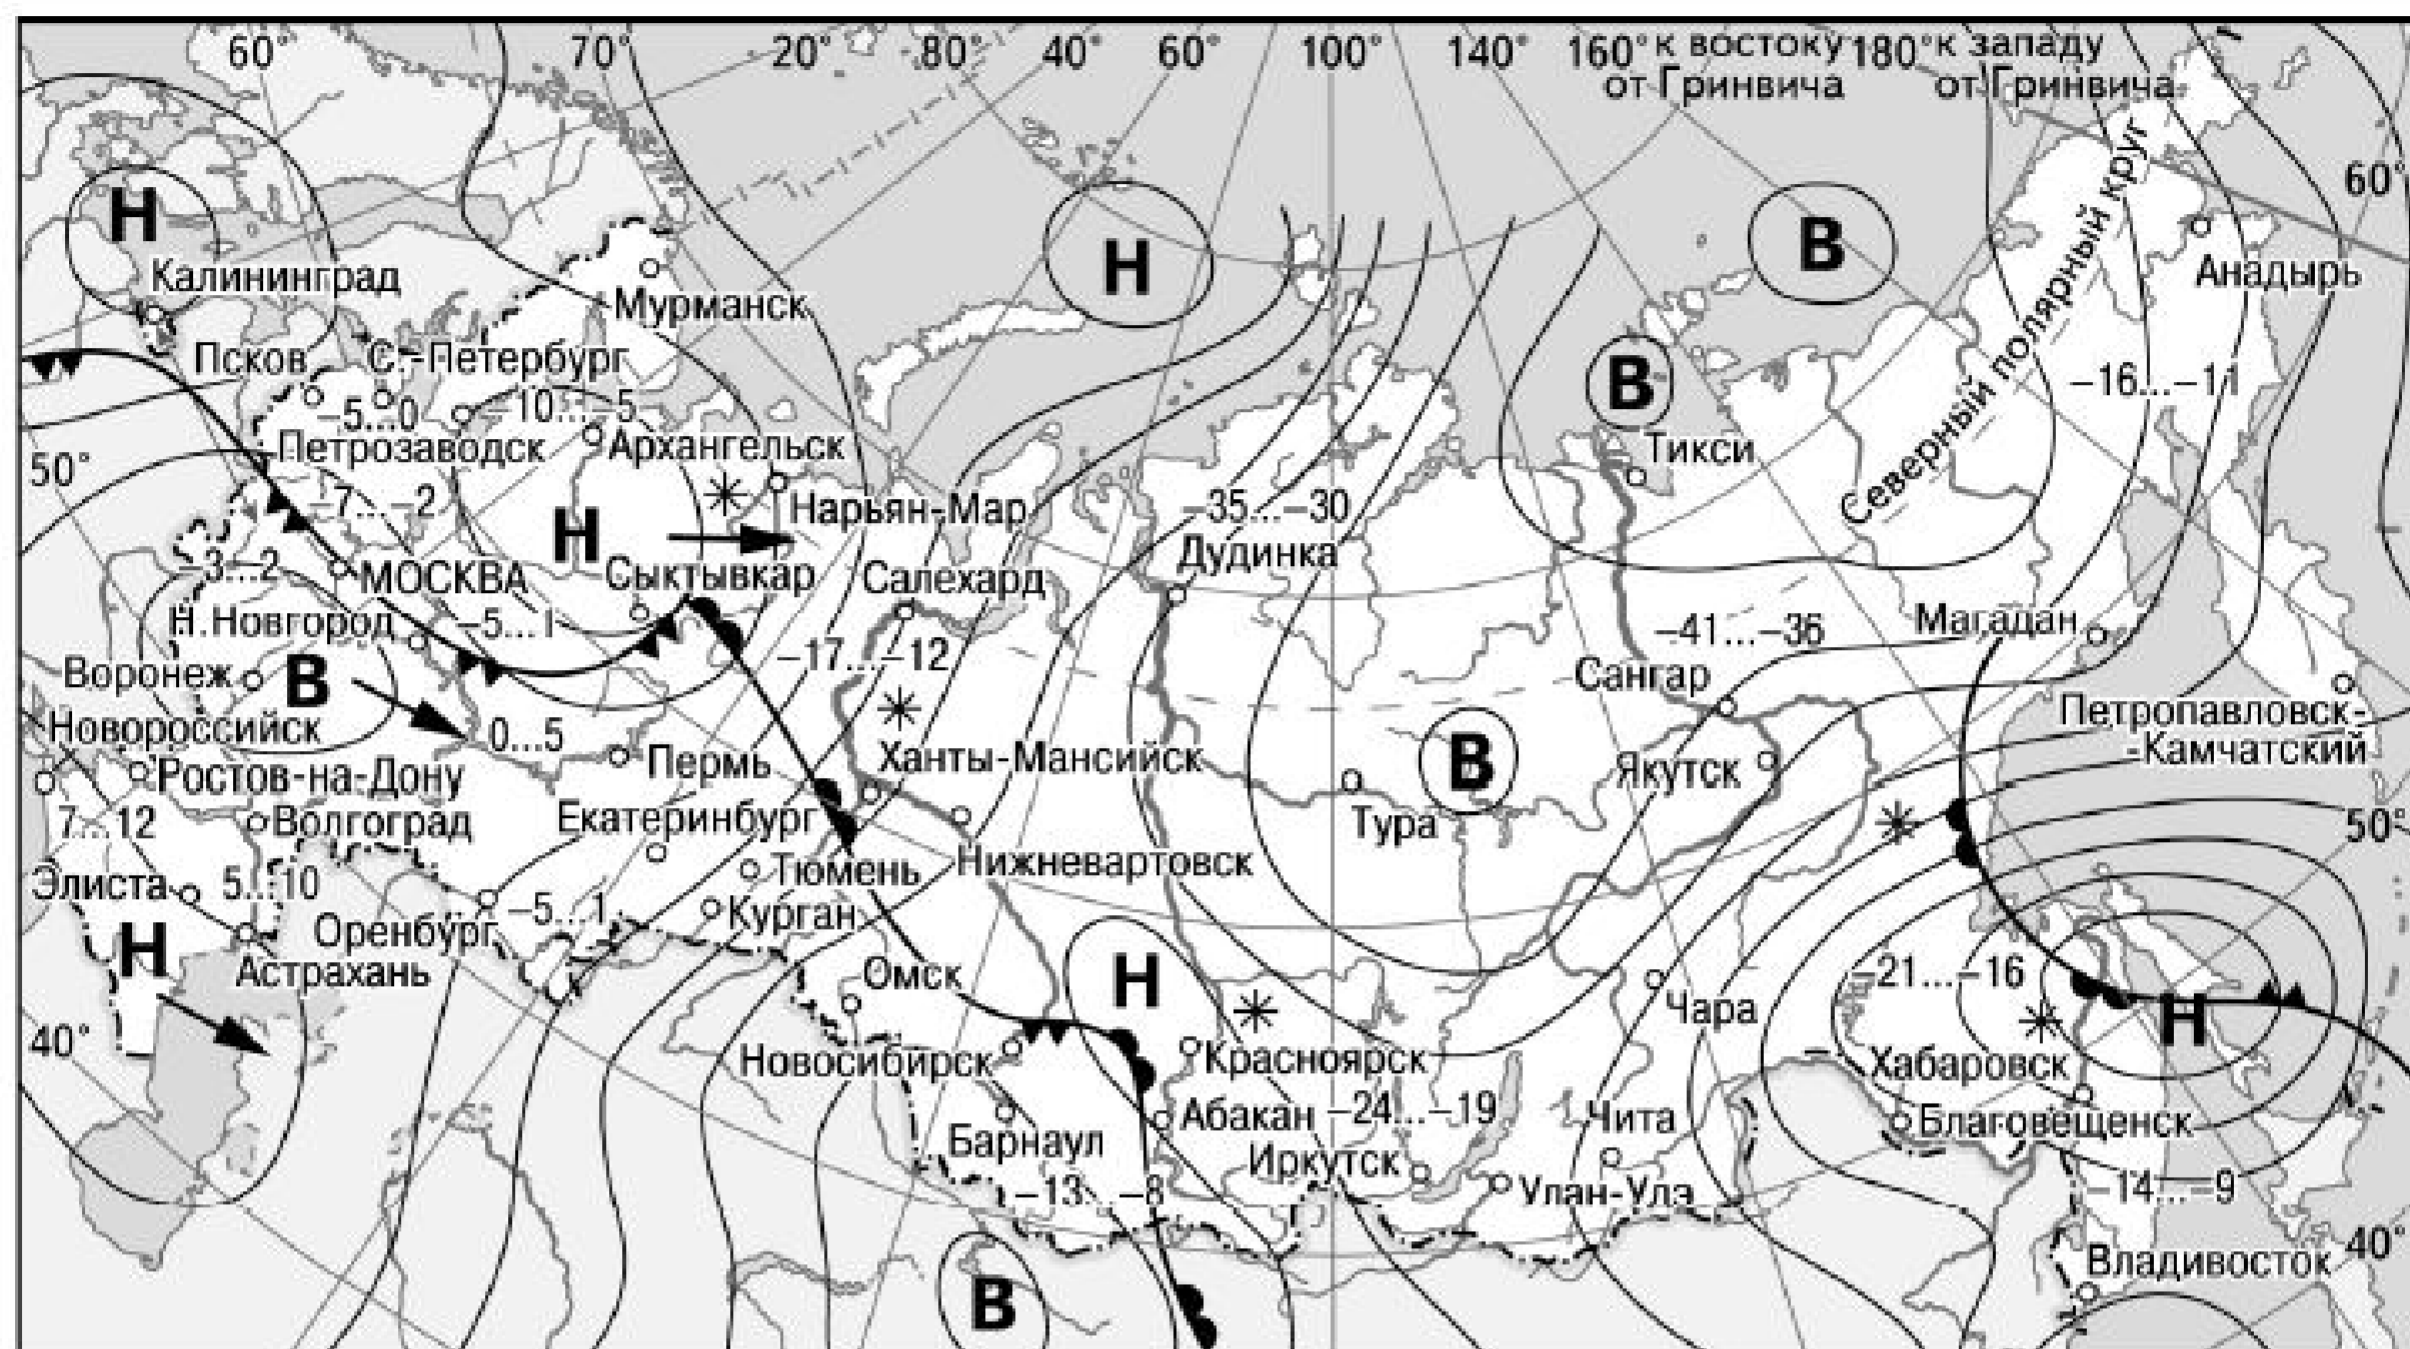 60° 70° 20° 80° 40° 60° 100° 140° 160° к востоку 180° к западу
от Гринвича от Гринвича
60°
Н
В
Н
Калининград
Анадырь
Мурманск
Северный полярный круг
Псков С.-Петербург
В
−16...−11
−5...0 −10...−5
Петрозаводск Архангельск
Тикси
50°
−7...−2
Нарьян-Мар
−35...−30
Н
Дудинка
−3...2
МОСКВА
Сыктывкар
Салехард
Н.Новгород
−5...1
−41...−36
Магадан
−17...−12
Воронеж
В
Сангар
Новороссийск
0...5
Петропавловск-
-Камчатский
Пермь
Ханты-Мансийск
В
Якутск
Ростов-на-Дону
7...12
Волгоград
Екатеринбург
Тура
50°
Тюмень
Нижневартовск
Элиста
5...10
−5...1
Курган
Оренбург
Н
Астрахань
Омск
Н
−21...−16
Чара
Н
40°
Новосибирск
Красноярск
Хабаровск
Абакан
−24...−19
Чита
Благовещенск
Барнаул
Иркутск
−13...−8
Улан-Удэ
−14...−9
40°
Владивосток
В